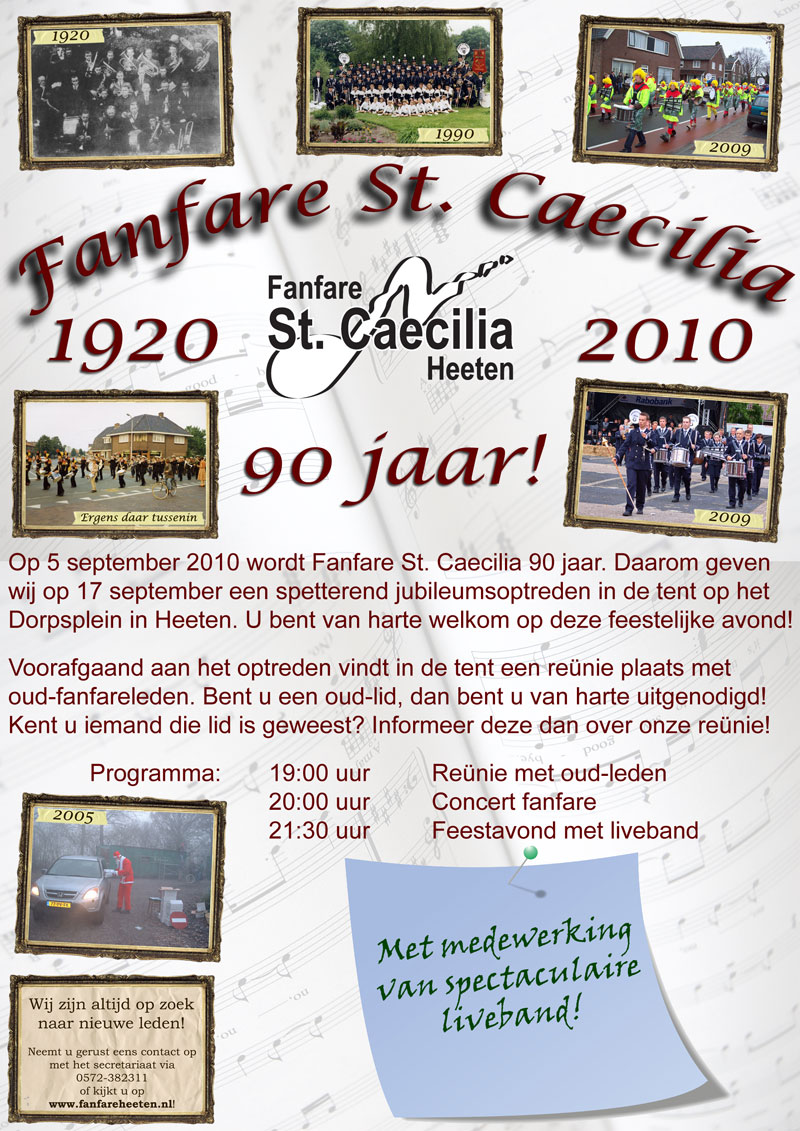 1920
1990
2009
Fanfare St. Caecilia
Fanfare
St. Caecilia
Heeten
1920
2010
90 jaar!
Rabobank
Ergens daar tussenin
2009
Op 5 september 2010 wordt Fanfare St. Caecilia 90 jaar. Daarom geven
wij op 17 september een spetterend jubileumsoptreden in de tent op het
Dorpsplein in Heeten. U bent van harte welkom op deze feestelijke avond!
Voorafgaand aan het optreden vindt in de tent een reünie plaats met
oud-fanfareleden. Bent u een oud-lid, dan bent u van harte uitgenodigd!
Kent u iemand die lid is geweest? Informeer deze dan over onze reünie!
Programma: 19:00 uur Reünie met oud-leden
20:00 uur Concert fanfare
21:30 uur Feestavond met liveband
2005
Met medewerking
van spectaculaire
liveband!
Wij zijn altijd op zoek
naar nieuwe leden!
Neemt u gerust eens contact op
met het secretariaat via
0572-382311
of kijkt u op
www.fanfareheeten.nl!